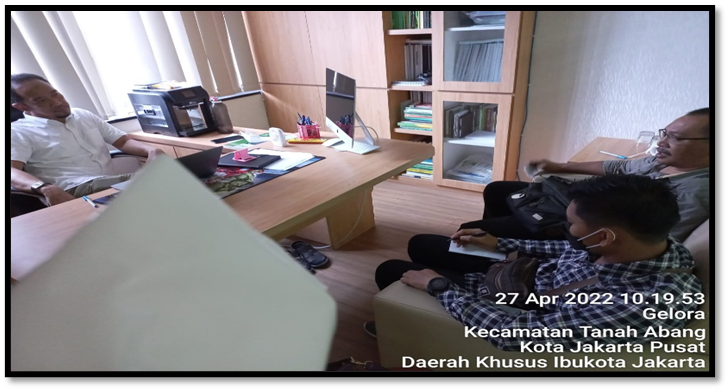 27 Apr 2022 10.19.53
Gelora
Kecamatan Tanah Abang
Kota Jakarta Pusat
Daerah Khusus Ibukota Jakarta